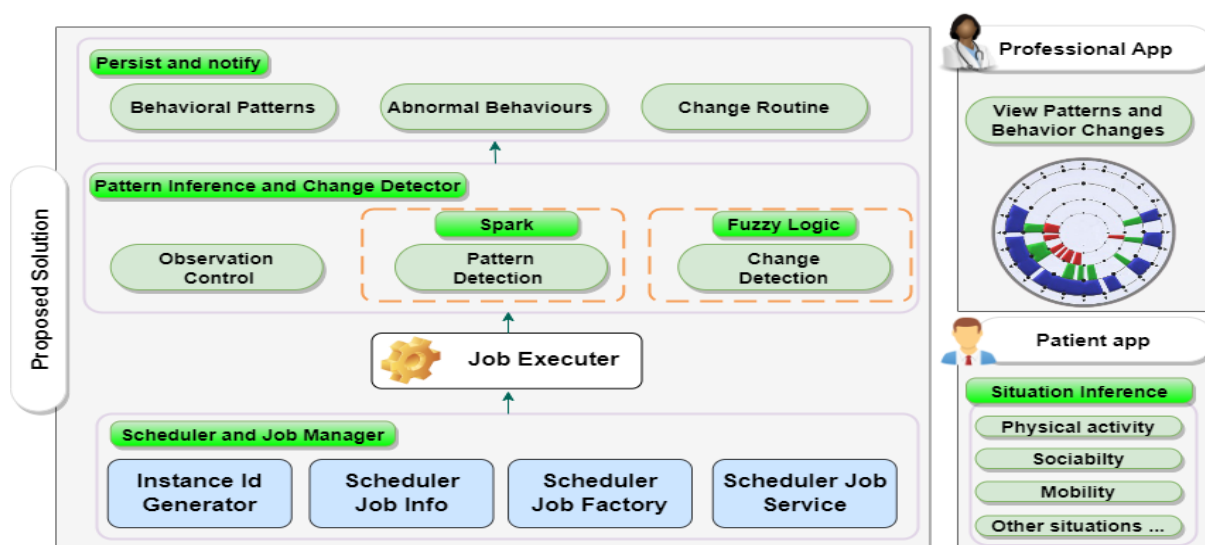 Proposed Solution
Persist and notify
Behavioral Patterns
Abnormal Behaviours
Change Routine
Pattern Inference and Change Detector
Observation
Control
Spark
Pattern
Detection
Fuzzy Logic
Change
Detection
Job Executer
Scheduler and Job Manager
Instance Id
Generator
Scheduler
Job Info
Scheduler
Job Factory
Scheduler Job
Service
Professional App
View Patterns and
Behavior Changes
Patient app
Situation Inference
Physical activity
Sociabilty
Mobility
Other situations ...